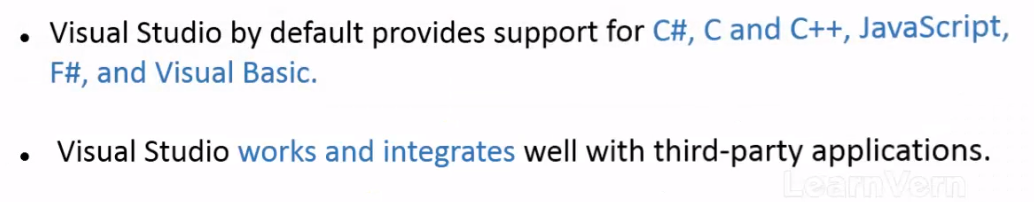 • Visual Studio by default provides support for C#, C and C++, JavaScript,
F#, and Visual Basic.
• Visual Studio works and integrates well with third-party applications.
LearnVern